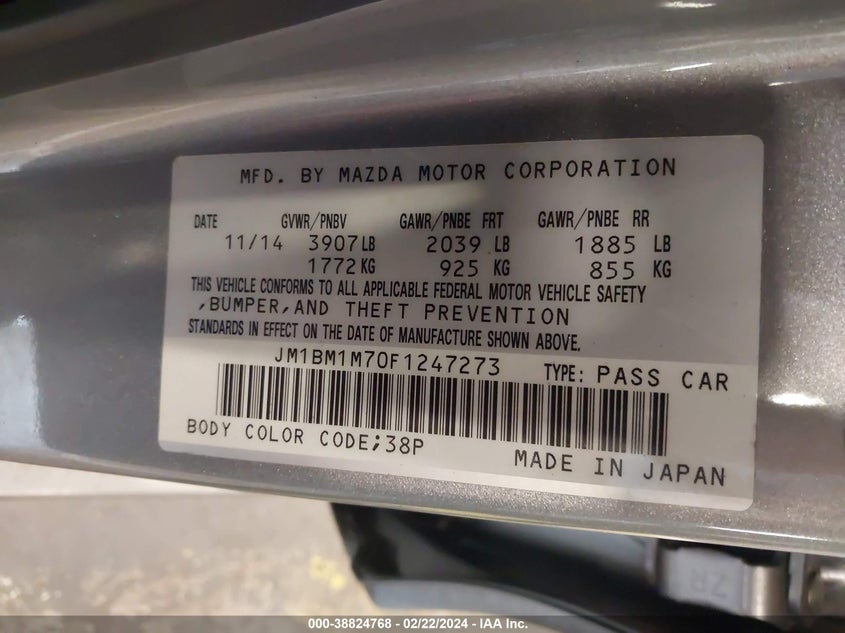 MFD. BY MAZDA MOTOR CORPORATION
DATE GVWR/PNBV GAWR/PNBE FRT GAWR/PNBE RR
11/14 3907 LB 2039 LB 1885 LB
1772 KG 925 KG 855 KG
THIS VEHICLE CONFORMS TO ALL APPLICABLE FEDERAL MOTOR VEHICLE SAFETY
,BUMPER,AND THEFT PREVENTION
STANDARDS IN EFFECT ON THE DATE OF MANUFACTURE SHOWN ABOVE.
JM1BM1M70F1247273 TYPE: PASS CAR
BODY COLOR CODE;38P
MADE IN JAPAN
ZR
000-38824768 - 02/22/2024 - IAA Inc.